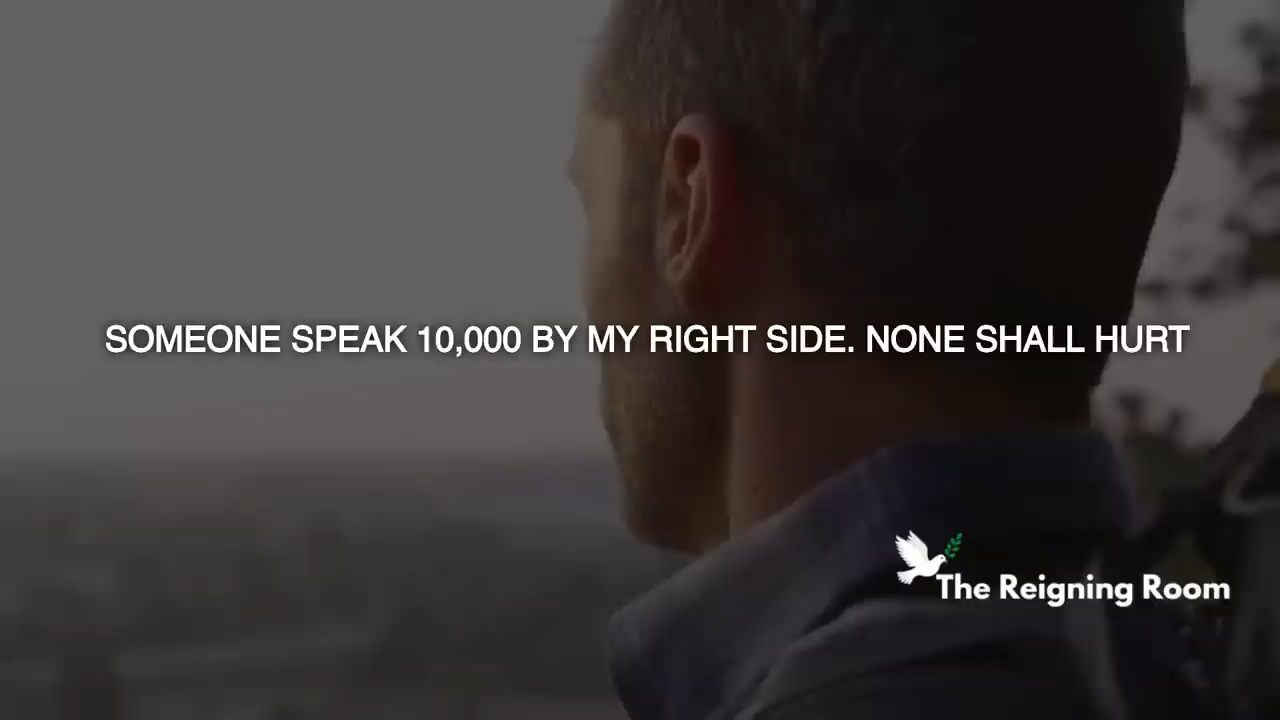 SOMEONE SPEAK 10,000 BY MY RIGHT SIDE. NONE SHALL HURT
The Reigning Room